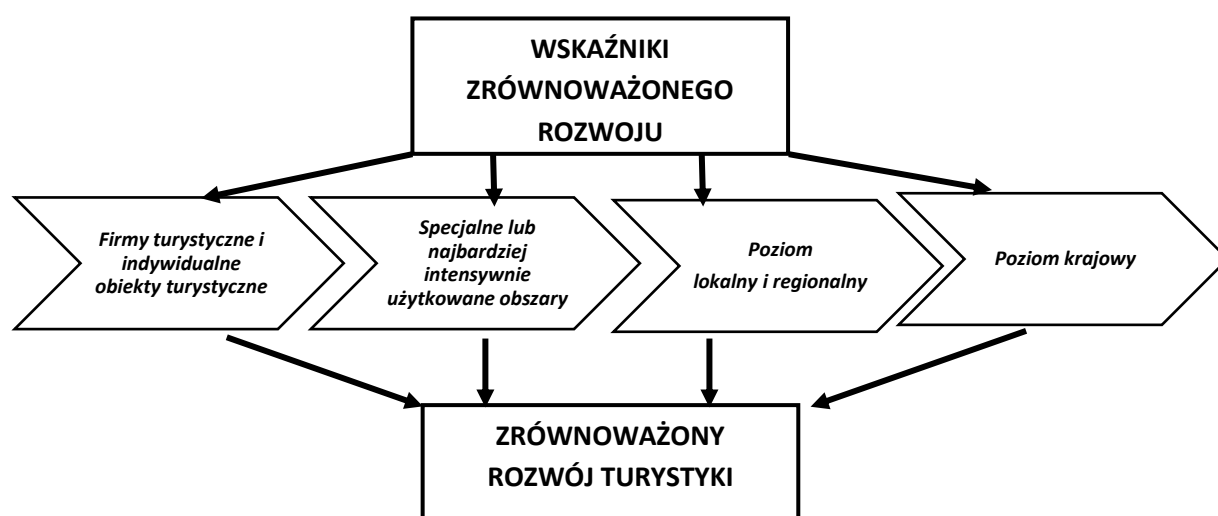 WSKAŹNIKI
ZRÓWNOWAŻONEGO
ROZWOJU
Firmy turystyczne i
indywidualne
obiekty turystyczne
Specjalne lub
najbardziej
intensywnie
użytkowane obszary
Poziom
lokalny i regionalny
Poziom krajowy
ZRÓWNOWAŻONY
ROZWÓJ TURYSTYKI